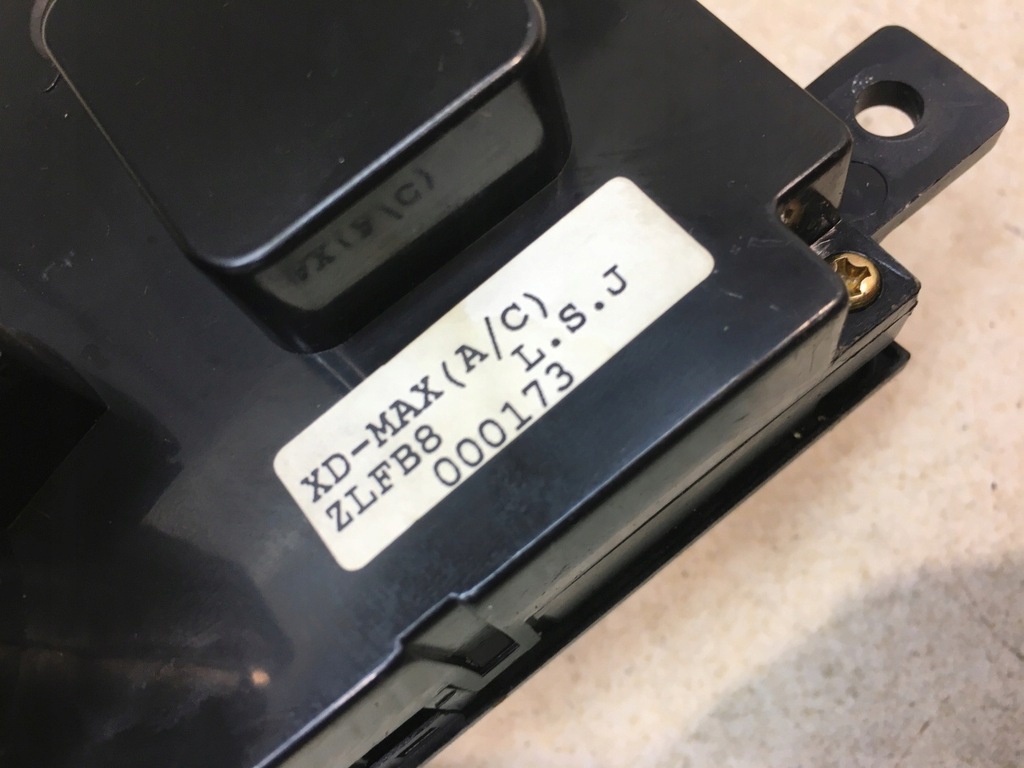 XD-MAX(A/C)
ZLFB8 L.S.J
000173